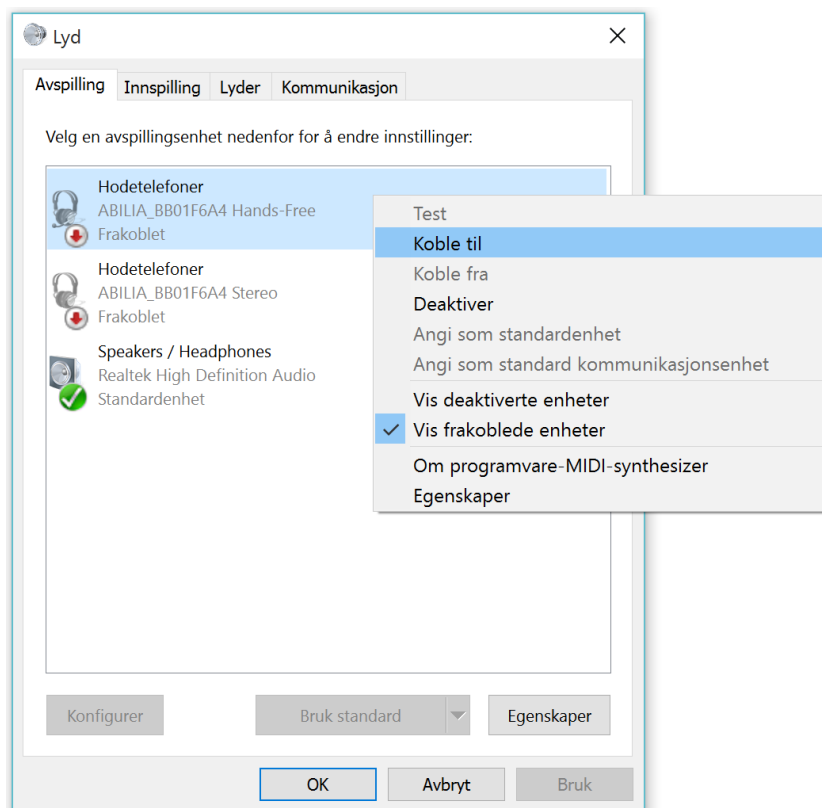 Lyd
Avspilling Innspilling Lyder Kommunikasjon
Velg en avspillingsenhet nedenfor for å endre innstillinger:
Hodetelefoner
ABILIA_BB01F6A4 Hands-Free
Frakoblet
Hodetelefoner
ABILIA_BB01F6A4 Stereo
Frakoblet
Speakers / Headphones
Realtek High Definition Audio
Standardenhet
Test
Koble til
Koble fra
Deaktiver
Angi som standardenhet
Angi som standard kommunikasjonsenhet
Vis deaktiverte enheter
Vis frakoblede enheter
Om programvare-MIDI-synthesizer
Egenskaper
Konfigurer Bruk standard Egenskaper
OK Avbryt Bruk